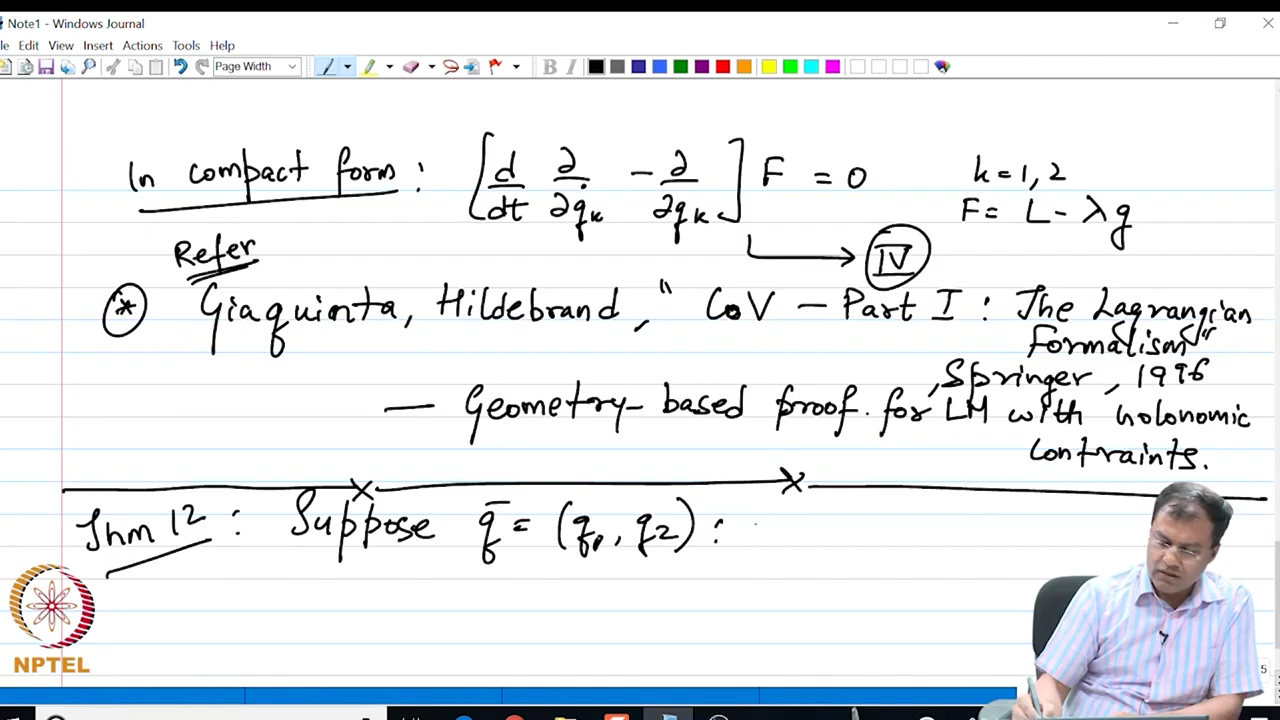 Note1 - Windows Journal
le Edit View Insert Actions Tools Help
Page Width
In compact form : [d/dt ∂/∂q̇k - ∂/∂qk] F = 0 k = 1, 2
F = L - λg
Refer
IV
* Giaquinta, Hildebrand, " CoV - Part I : The Lagrangian
Formalism"
, Springer, 1996
— Geometry-based proof. for LM with holonomic
contraints.
Thm 12 : Suppose q̄ = (q1, q2) :
NPTEL
5